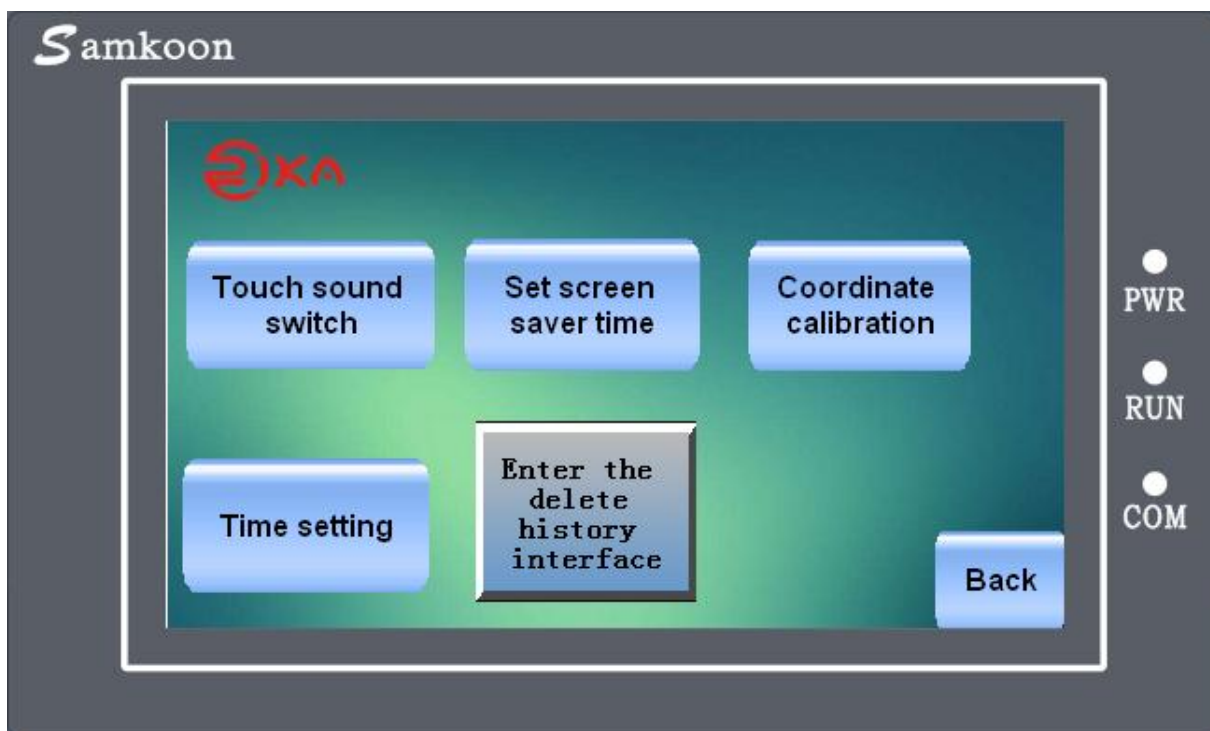 Samkoon
RIKA
Touch sound
switch
Set screen
saver time
Coordinate
calibration
PWR
RUN
COM
Time setting
Enter the
delete
history
interface
Back